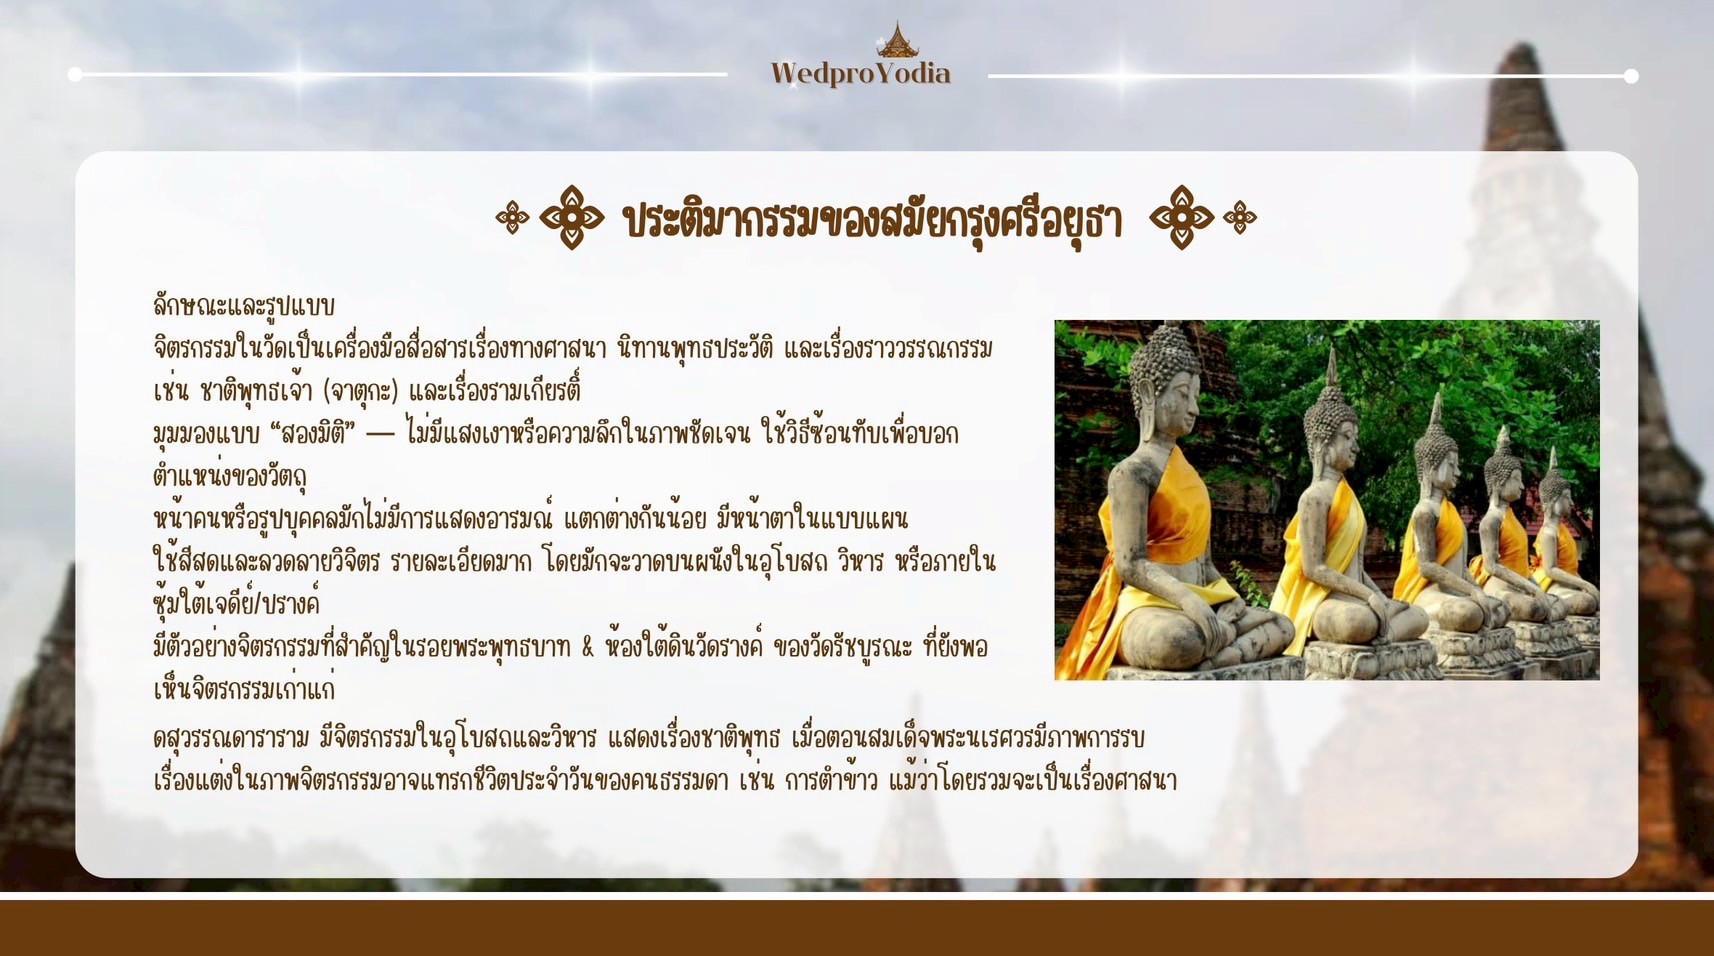 WedproYodia
ประติมากรรมของสมัยกรุงศรีอยุธา
ลักษณะและรูปแบบ
จิตรกรรมในวัดเป็นเครื่องมือสื่อสารเรื่องทางศาสนา นิทานพุทธประวัติ และเรื่องราววรรณกรรม
เช่น ชาติพุทธเจ้า (จาตุกะ) และเรื่องรามเกียรติ์
มุมมองแบบ “สองมิติ” — ไม่มีแสงเงาหรือความลึกในภาพชัดเจน ใช้วิธีซ้อนทับเพื่อบอก
ตำแหน่งของวัตถุ
หน้าคนหรือรูปบุคคลมักไม่มีการแสดงอารมณ์ แตกต่างกันน้อย มีหน้าตาในแบบแผน
ใช้สีสดและลวดลายวิจิตร รายละเอียดมาก โดยมักจะวาดบนผนังในอุโบสถ วิหาร หรือภายใน
ซุ้มใต้เจดีย์/ปรางค์
มีตัวอย่างจิตรกรรมที่สำคัญในรอยพระพุทธบาท & ห้องใต้ดินวัดรางค์ ของวัดรัชบูรณะ ที่ยังพอ
เห็นจิตรกรรมเก่าแก่
ดสุวรรณดาราราม มีจิตรกรรมในอุโบสถและวิหาร แสดงเรื่องชาติพุทธ เมื่อตอนสมเด็จพระนเรศวรมีภาพการรบ
เรื่องแต่งในภาพจิตรกรรมอาจแทรกชีวิตประจำวันของคนธรรมดา เช่น การตำข้าว แม้ว่าโดยรวมจะเป็นเรื่องศาสนา